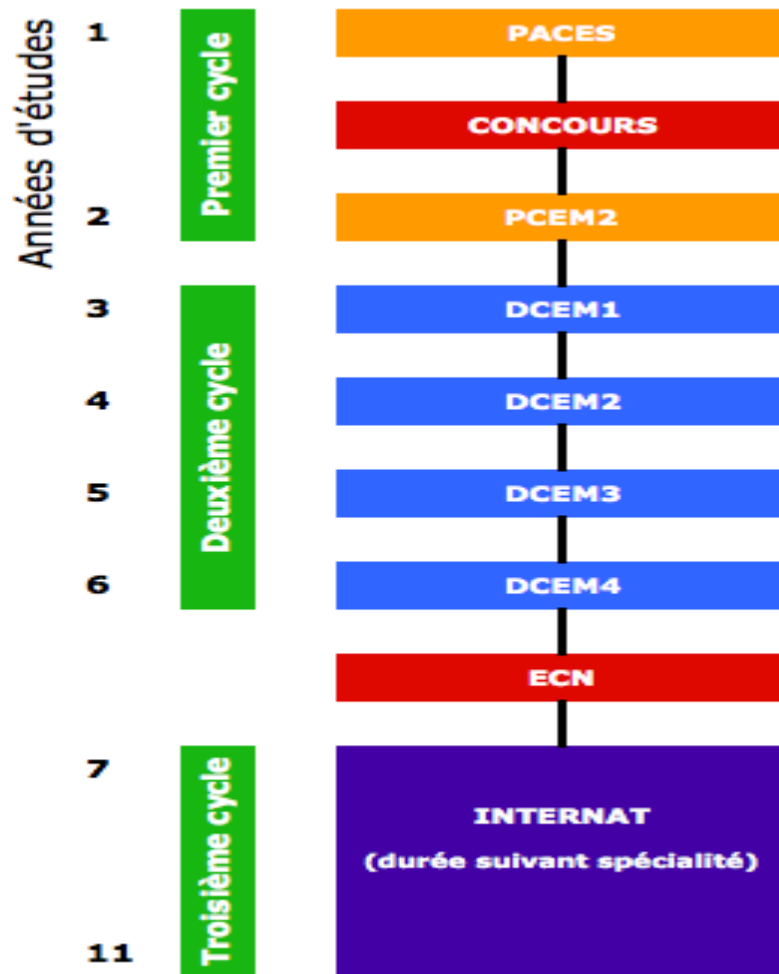 Années d'études
1
Premier cycle
PACES
CONCOURS
2
PCEM2
3
Deuxième cycle
DCEM1
4
DCEM2
5
DCEM3
6
DCEM4
ECN
7
Troisième cycle
INTERNAT
(durée suivant spécialité)
11